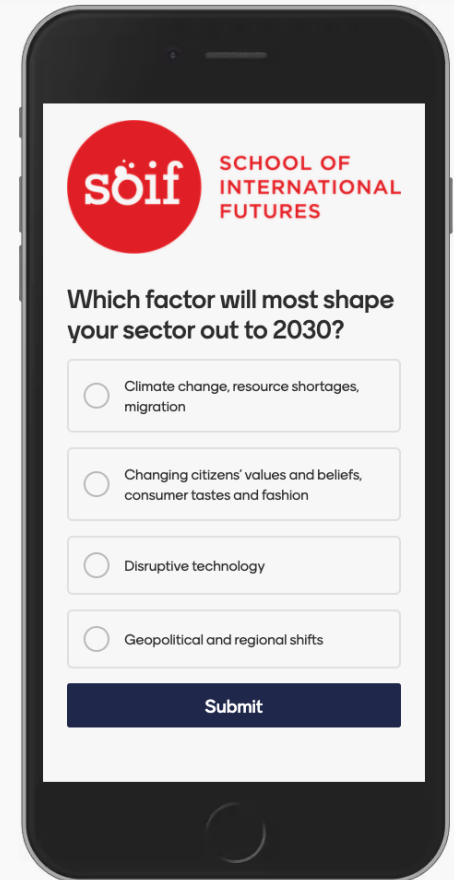 söif
SCHOOL OF
INTERNATIONAL
FUTURES
Which factor will most shape
your sector out to 2030?
Climate change, resource shortages,
migration
Changing citizens' values and beliefs,
consumer tastes and fashion
Disruptive technology
Geopolitical and regional shifts
Submit